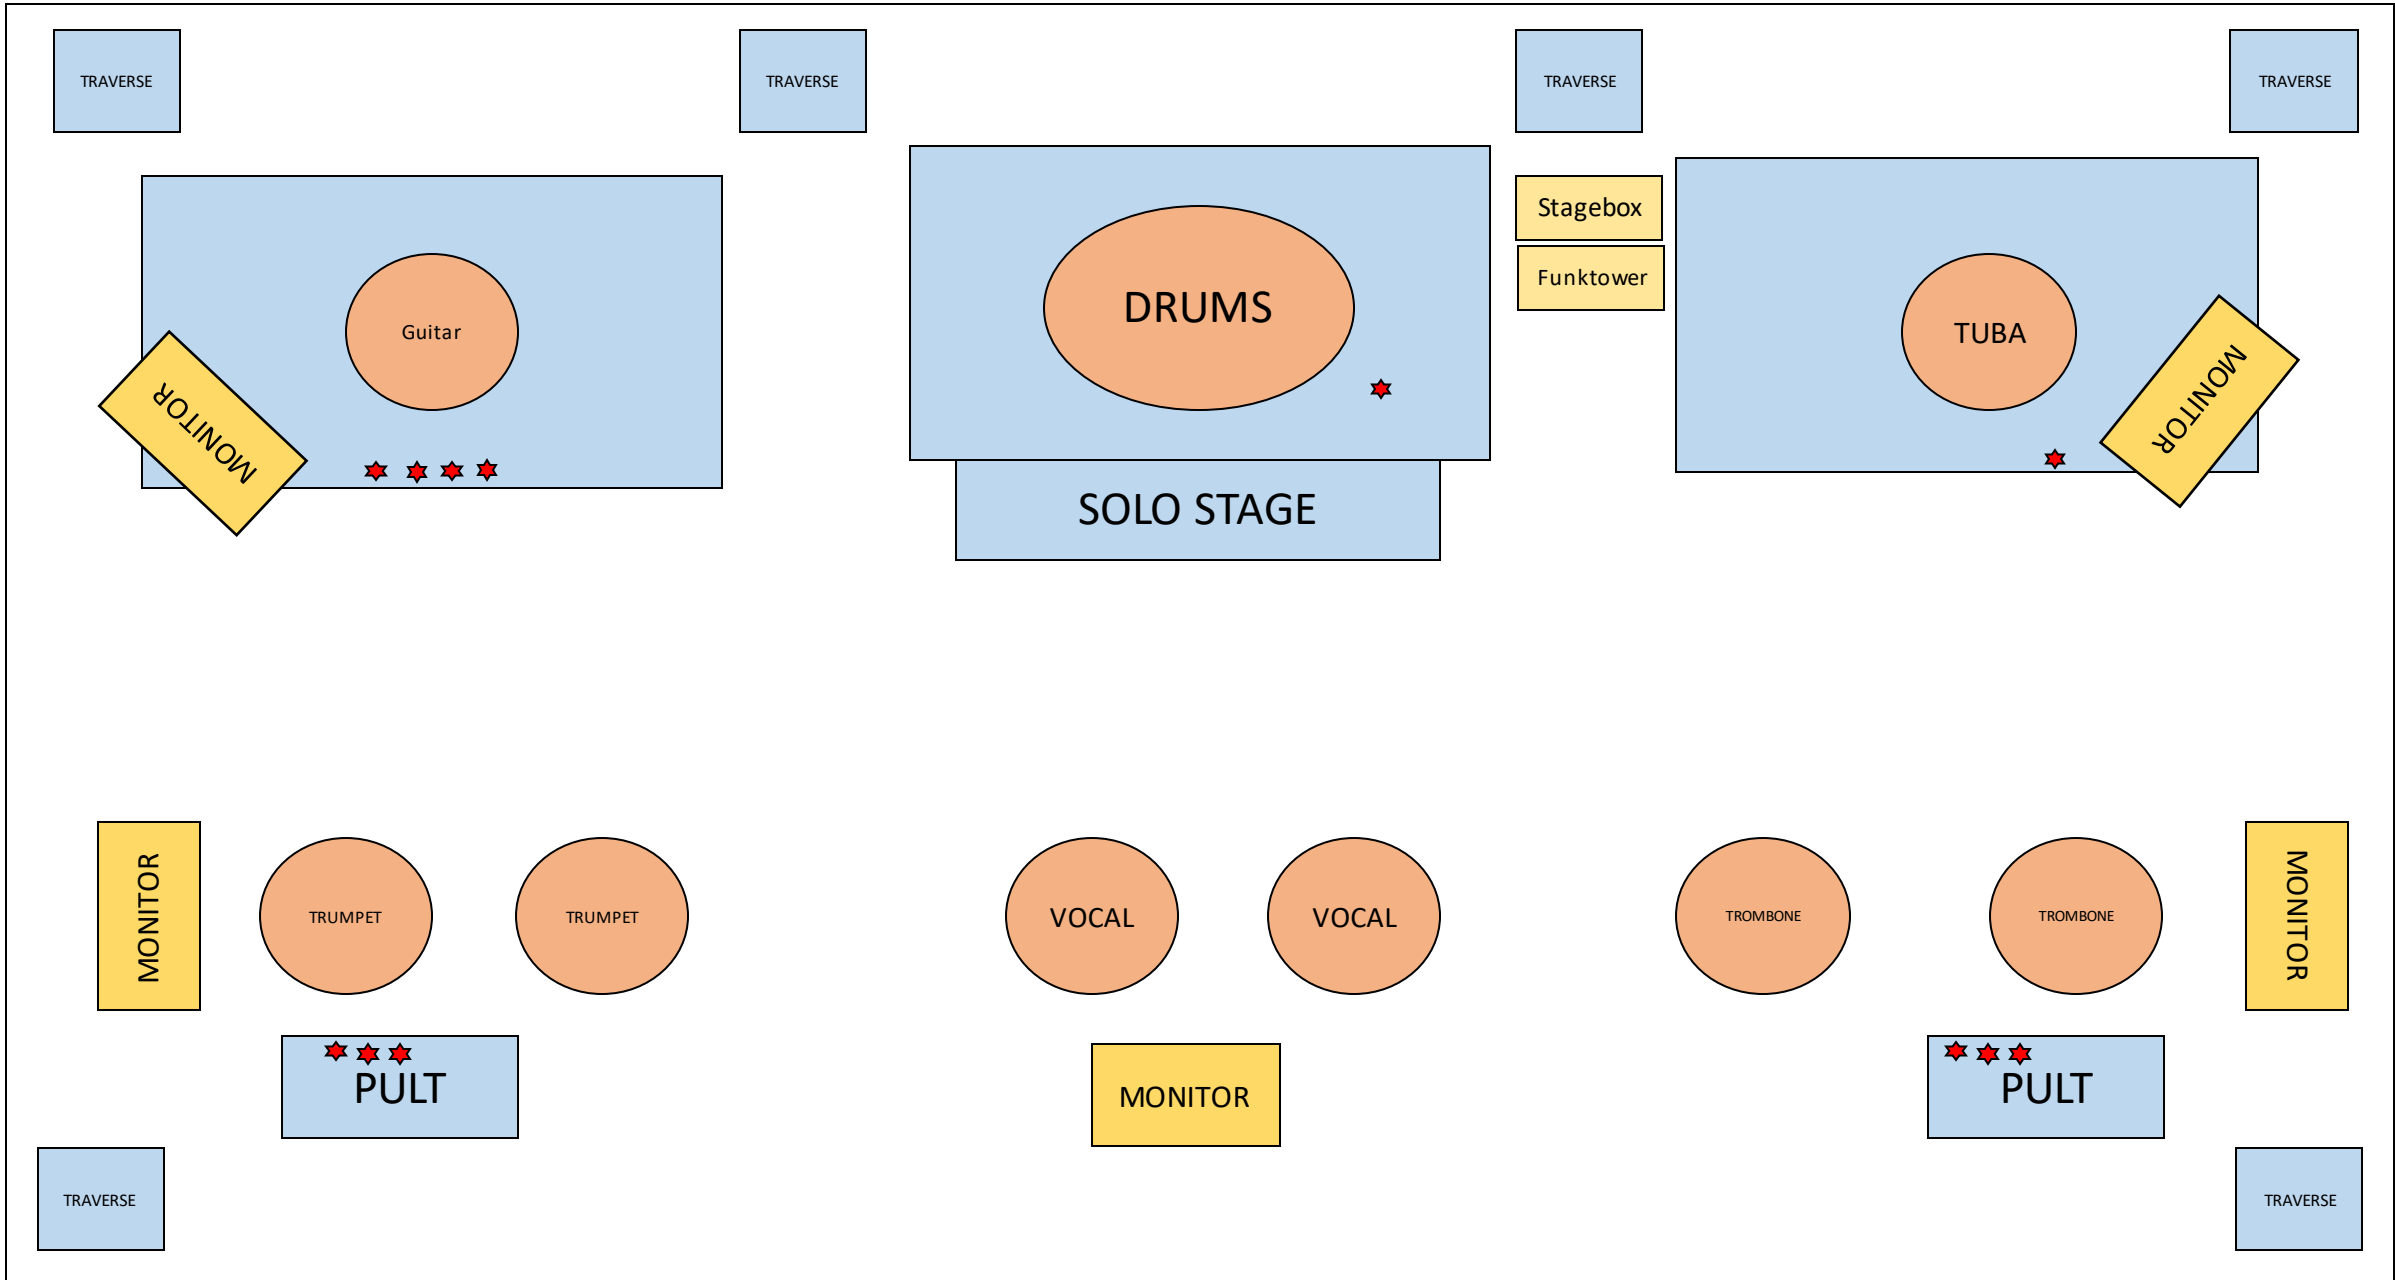 TRAVERSE
TRAVERSE
TRAVERSE
TRAVERSE
Stagebox
Funktower
Guitar
DRUMS
TUBA
MONITOR
MONITOR
SOLO STAGE
MONITOR
TRUMPET
TRUMPET
VOCAL
VOCAL
TROMBONE
TROMBONE
MONITOR
PULT
MONITOR
PULT
TRAVERSE
TRAVERSE